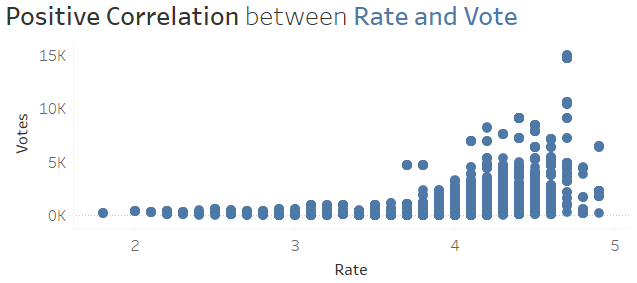 Positive Correlation between Rate and Vote
15K
10K
5K
0K
Votes
2 3 4 5
Rate